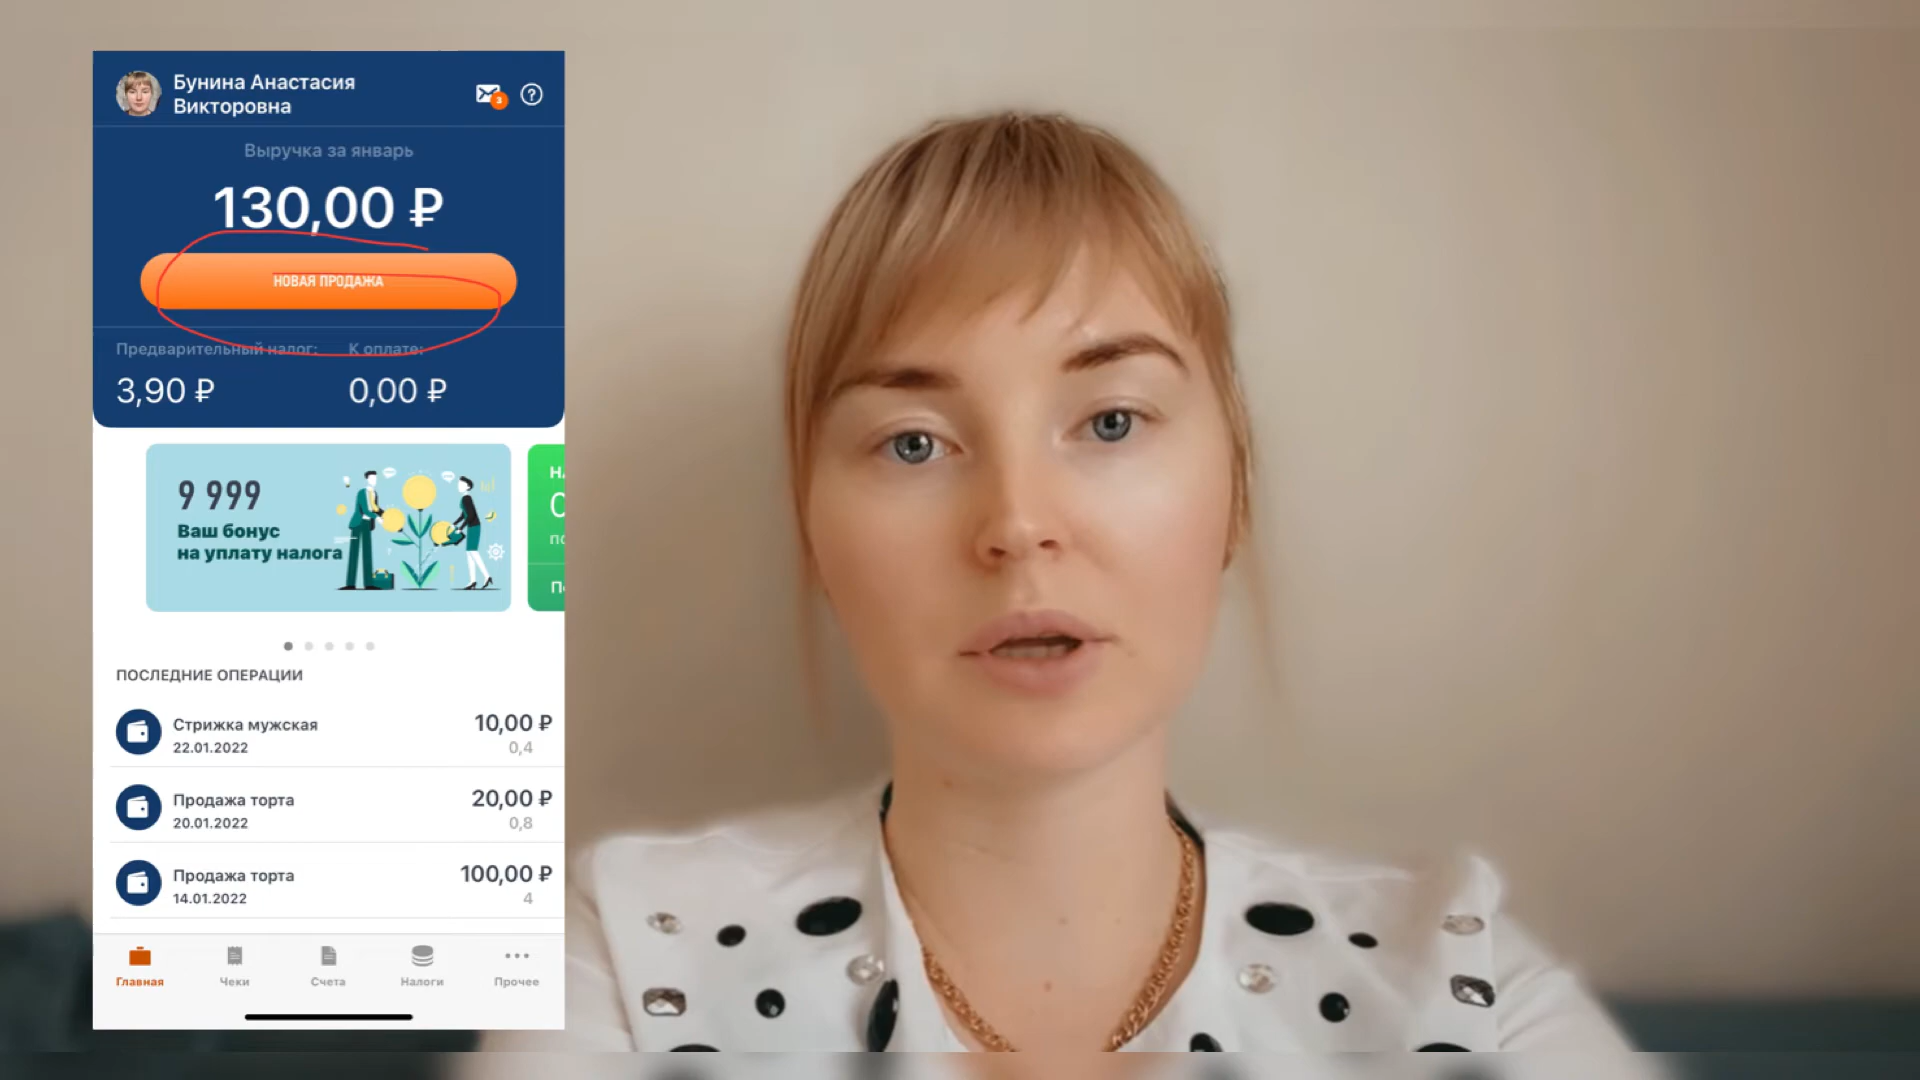 Бунина Анастасия
Викторовна
3
?
Выручка за январь
130,00 ₽
НОВАЯ ПРОДАЖА
Предварительный налог:
К оплате:
3,90 ₽
0,00 ₽
9 999
Ваш бонус
на уплату налога
ПОСЛЕДНИЕ ОПЕРАЦИИ
Стрижка мужская
10,00 ₽
22.01.2022
0,4
Продажа торта
20,00 ₽
20.01.2022
0,8
Продажа торта
100,00 ₽
14.01.2022
4
Главная
Чеки
Счета
Налоги
Прочее